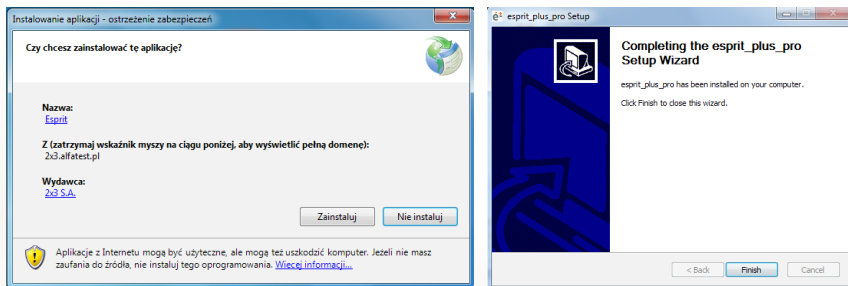 Instalowanie aplikacji - ostrzeżenie zabezpieczeń
Czy chcesz zainstalować tę aplikację?
Nazwa:
Esprit
Z (zatrzymaj wskaźnik myszy na ciągu poniżej, aby wyświetlić pełną domenę):
2x3.alfatest.pl
Wydawca:
2x3 S.A.
Zainstaluj
Nie instaluj
Aplikacje z Internetu mogą być użyteczne, ale mogą też uszkodzić komputer. Jeżeli nie masz
zaufania do źródła, nie instaluj tego oprogramowania. Więcej informacji...
esprit_plus_pro Setup
Completing the esprit_plus_pro
Setup Wizard
esprit_plus_pro has been installed on your computer.
Click Finish to close this wizard.
< Back
Finish
Cancel